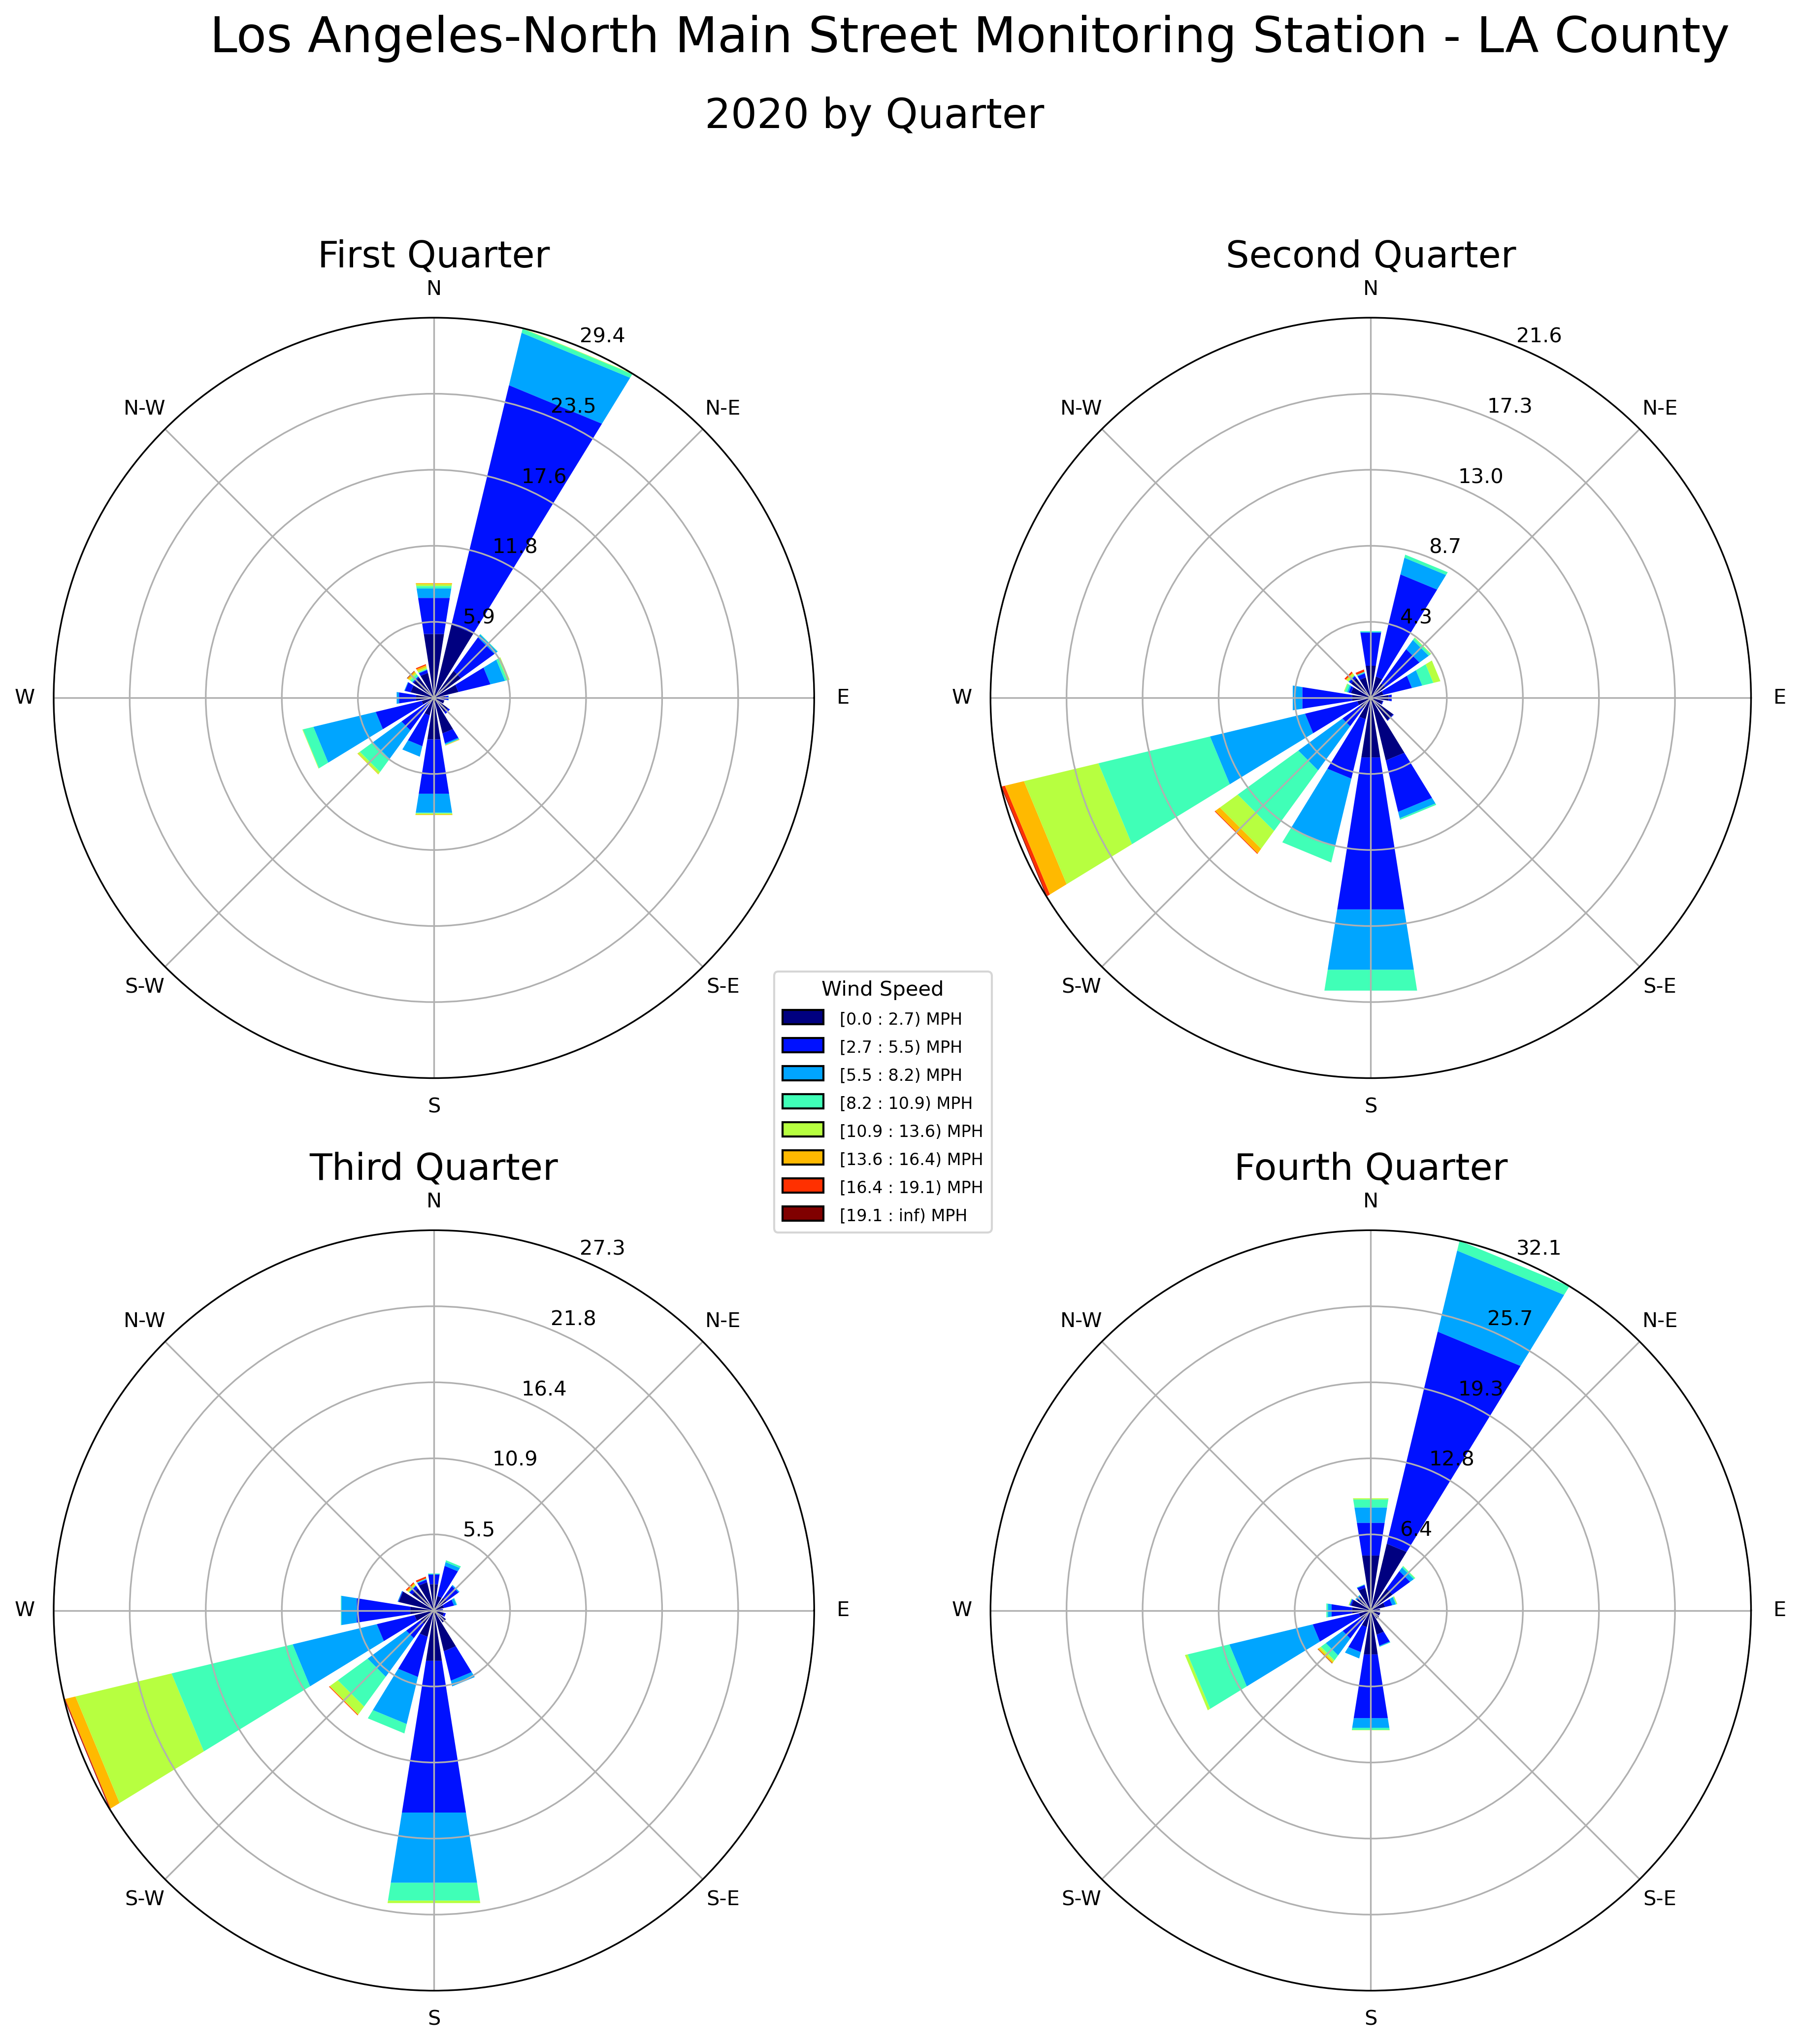 Los Angeles-North Main Street Monitoring Station - LA County
2020 by Quarter
First Quarter
N
29.4
N-W
23.5
N-E
17.6
11.8
5.9
W
E
S-W
S-E
S
Second Quarter
N
21.6
N-W
17.3
N-E
13.0
8.7
4.3
W
E
S-W
S-E
S
Wind Speed
[0.0 : 2.7) MPH
[2.7 : 5.5) MPH
[5.5 : 8.2) MPH
[8.2 : 10.9) MPH
[10.9 : 13.6) MPH
[13.6 : 16.4) MPH
[16.4 : 19.1) MPH
[19.1 : inf) MPH
Third Quarter
N
27.3
N-W
21.8
N-E
16.4
10.9
5.5
W
E
S-W
S-E
S
Fourth Quarter
N
32.1
N-W
25.7
N-E
19.3
12.8
6.4
W
E
S-W
S-E
S